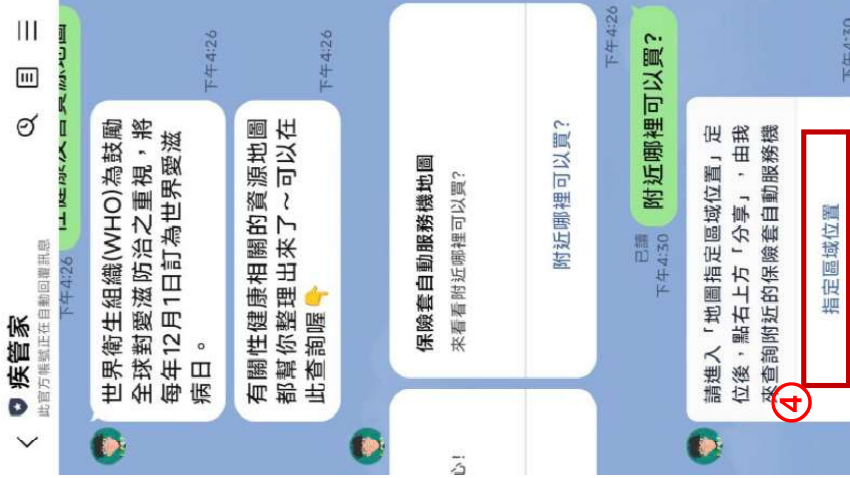 疾管家
此官方帳號正在自動回覆訊息
下午4:26
世界衛生組織(WHO)為鼓勵
全球對愛滋防治之重視，將
每年12月1日訂為世界愛滋
病日。
下午4:26
有關性健康相關的資源地圖
都幫你整理出來了～可以在
此查詢喔👉
下午4:26
心!
保險套自動服務機地圖
來看看附近哪裡可以買?
附近哪裡可以買?
下午4:26
已讀
下午4:30
附近哪裡可以買?
請進入「地圖指定區域位置」定
位後，點右上方「分享」，由我
來查詢附近的保險套自動服務機
下午4:30
④
指定區域位置